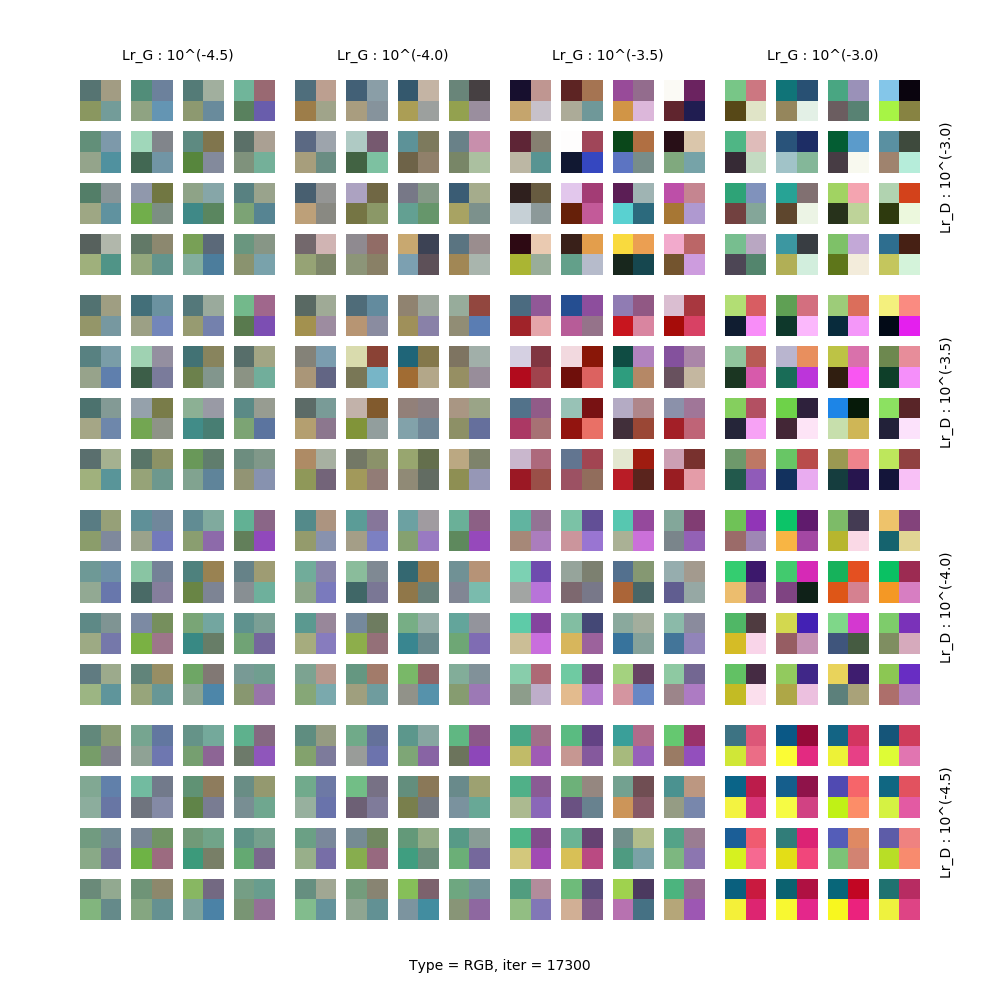 Lr_G : 10^(-4.5)
Lr_G : 10^(-4.0)
Lr_G : 10^(-3.5)
Lr_G : 10^(-3.0)
Lr_D : 10^(-3.0)
Lr_D : 10^(-3.5)
Lr_D : 10^(-4.0)
Lr_D : 10^(-4.5)
Type = RGB, iter = 17300